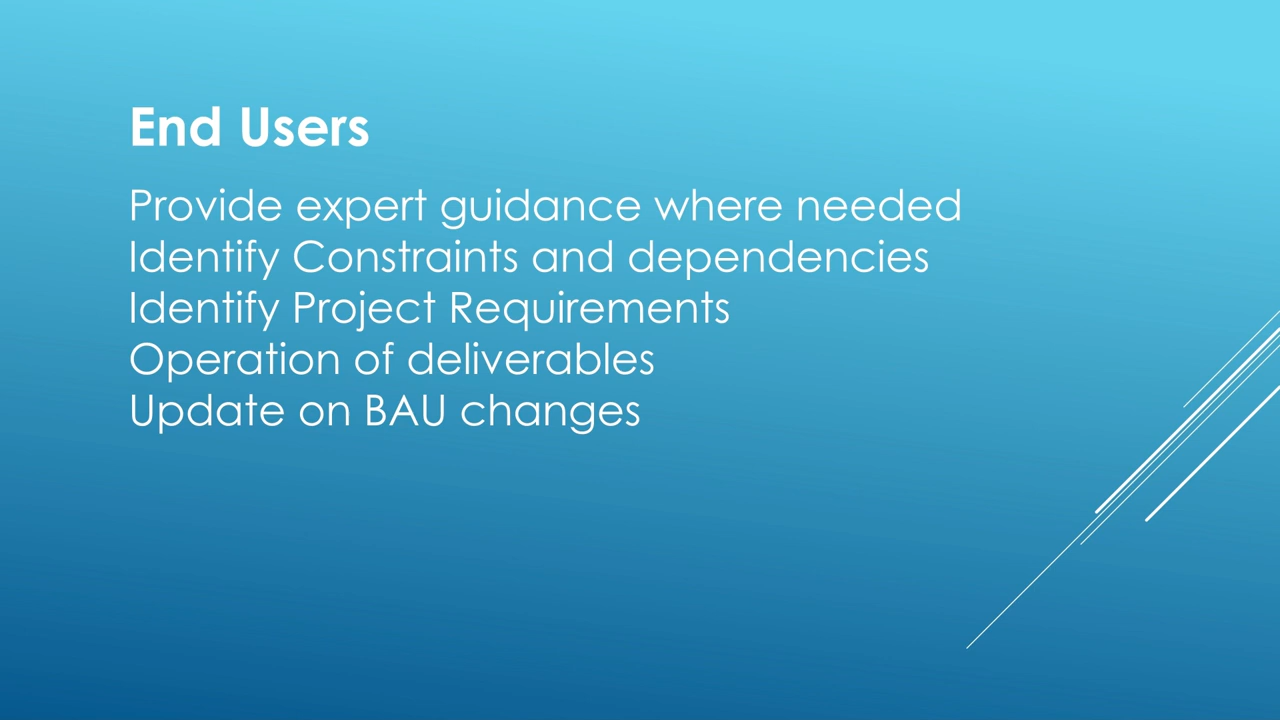 End Users
Provide expert guidance where needed
Identify Constraints and dependencies
Identify Project Requirements
Operation of deliverables
Update on BAU changes